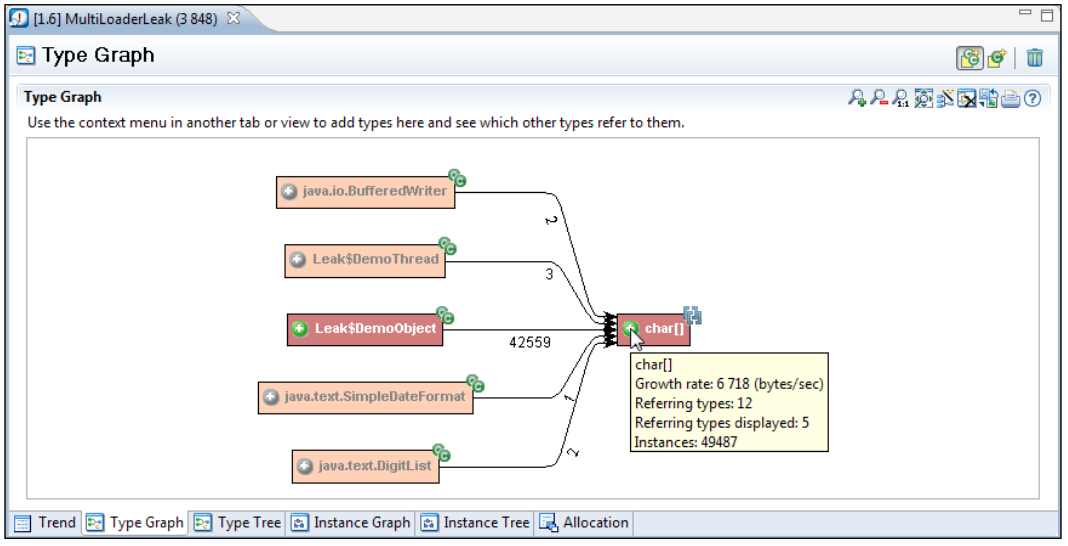 [1.6] MultiLoaderLeak (3 848)
Type Graph
Type Graph
1:1
Use the context menu in another tab or view to add types here and see which other types refer to them.
java.io.BufferedWriter
2
Leak$DemoThread
3
Leak$DemoObject
42559
char[]
char[]
Growth rate: 6 718 (bytes/sec)
Referring types: 12
Referring types displayed: 5
Instances: 49487
java.text.SimpleDateFormat
1
java.text.DigitList
2
Trend Type Graph Type Tree Instance Graph Instance Tree Allocation